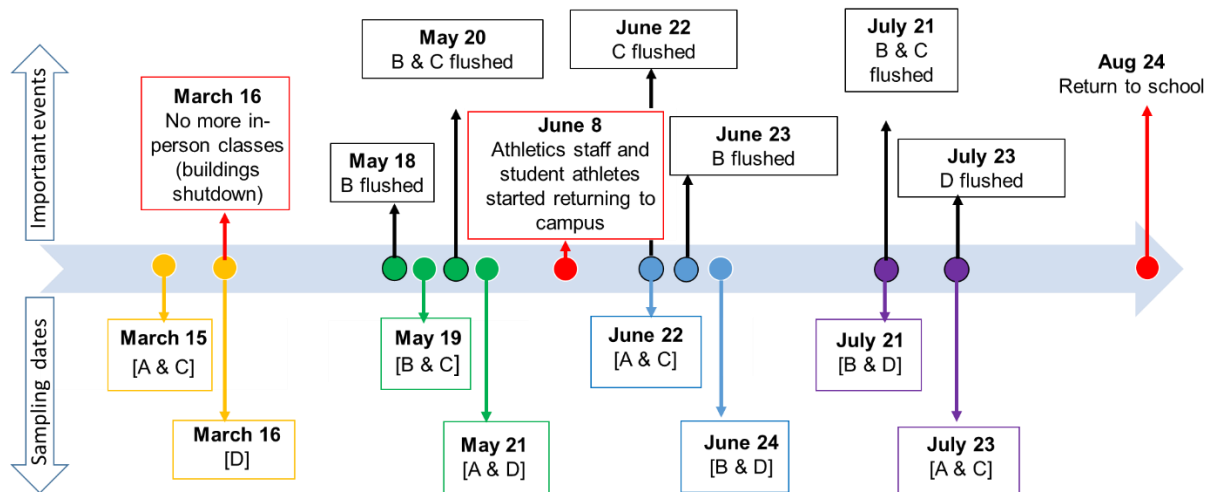 Important events
Sampling dates
March 16
No more in-
person classes
(buildings
shutdown)
May 18
B flushed
May 20
B & C flushed
June 8
Athletics staff and
student athletes
started returning to
campus
June 22
C flushed
June 23
B flushed
July 21
B & C
flushed
July 23
D flushed
Aug 24
Return to school
March 15
[A & C]
March 16
[D]
May 19
[B & C]
May 21
[A & D]
June 22
[A & C]
June 24
[B & D]
July 21
[B & D]
July 23
[A & C]